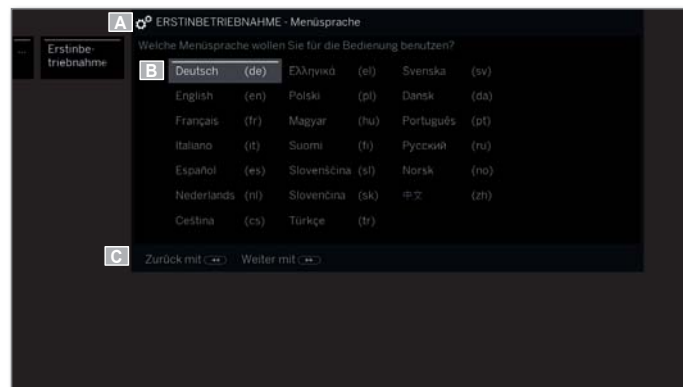 A ERSTINBETRIEBNAHME - Menüsprache
... Erstinbe-
triebnahme
Welche Menüsprache wollen Sie für die Bedienung benutzen?
B Deutsch (de) Ελληνικά (el) Svenska (sv)
English (en) Polski (pl) Dansk (da)
Français (fr) Magyar (hu) Português (pt)
Italiano (it) Suomi (fi) Русский (ru)
Español (es) Slovenščina (sl) Norsk (no)
Nederlands (nl) Slovenčina (sk) 中文 (zh)
Čeština (cs) Türkçe (tr)
C Zurück mit Weiter mit